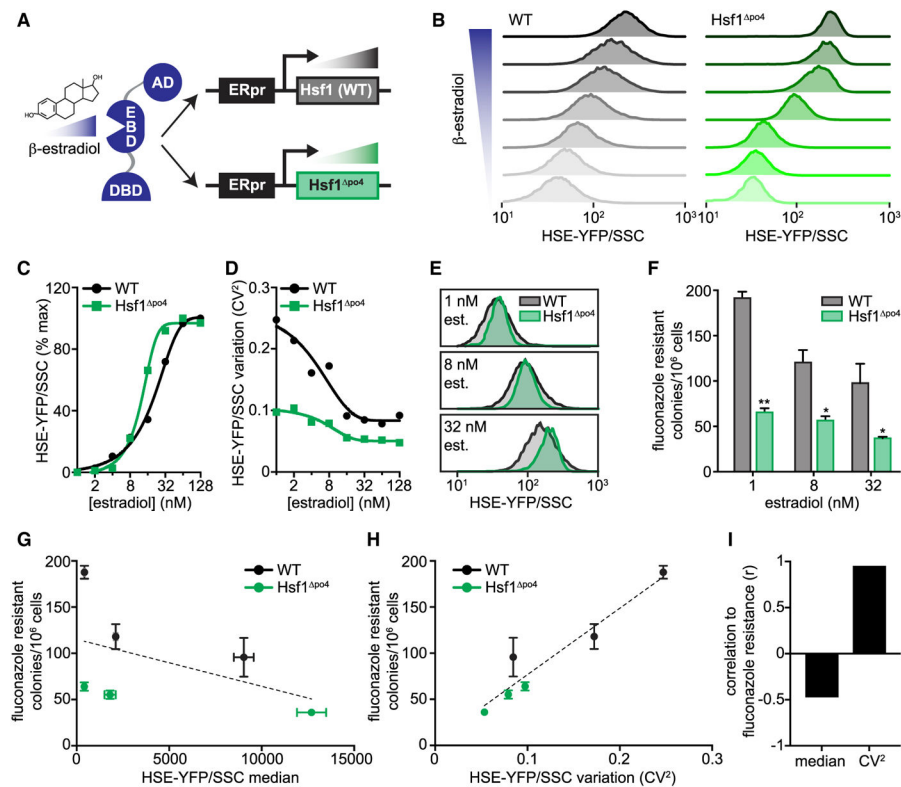 A
AD
E
B
D
DBD
HO
OH
β-estradiol
ERpr
Hsf1 (WT)
ERpr
Hsf1Δpo4
B
WT
Hsf1Δpo4
β-estradiol
10¹ 10² 10³
10¹ 10² 10³
HSE-YFP/SSC
HSE-YFP/SSC
C
WT
Hsf1Δpo4
HSE-YFP/SSC (% max)
120
80
40
0
2 8 32 128
[estradiol] (nM)
D
WT
Hsf1Δpo4
HSE-YFP/SSC variation (CV²)
0.3
0.2
0.1
0
2 8 32 128
[estradiol] (nM)
E
WT
Hsf1Δpo4
1 nM
est.
8 nM
est.
32 nM
est.
10¹ 10² 10³
HSE-YFP/SSC
F
WT
Hsf1Δpo4
fluconazole resistant
colonies/10⁶ cells
200
150
100
50
0
**
*
*
1 8 32
estradiol (nM)
G
WT
Hsf1Δpo4
fluconazole resistant
colonies/10⁶ cells
200
150
100
50
0
0 5000 10000 15000
HSE-YFP/SSC median
H
WT
Hsf1Δpo4
fluconazole resistant
colonies/10⁶ cells
200
150
100
50
0
0 0.1 0.2 0.3
HSE-YFP/SSC variation (CV²)
I
correlation to
fluconazole resistance (r)
1
0.5
0
-0.5
-1
median CV²